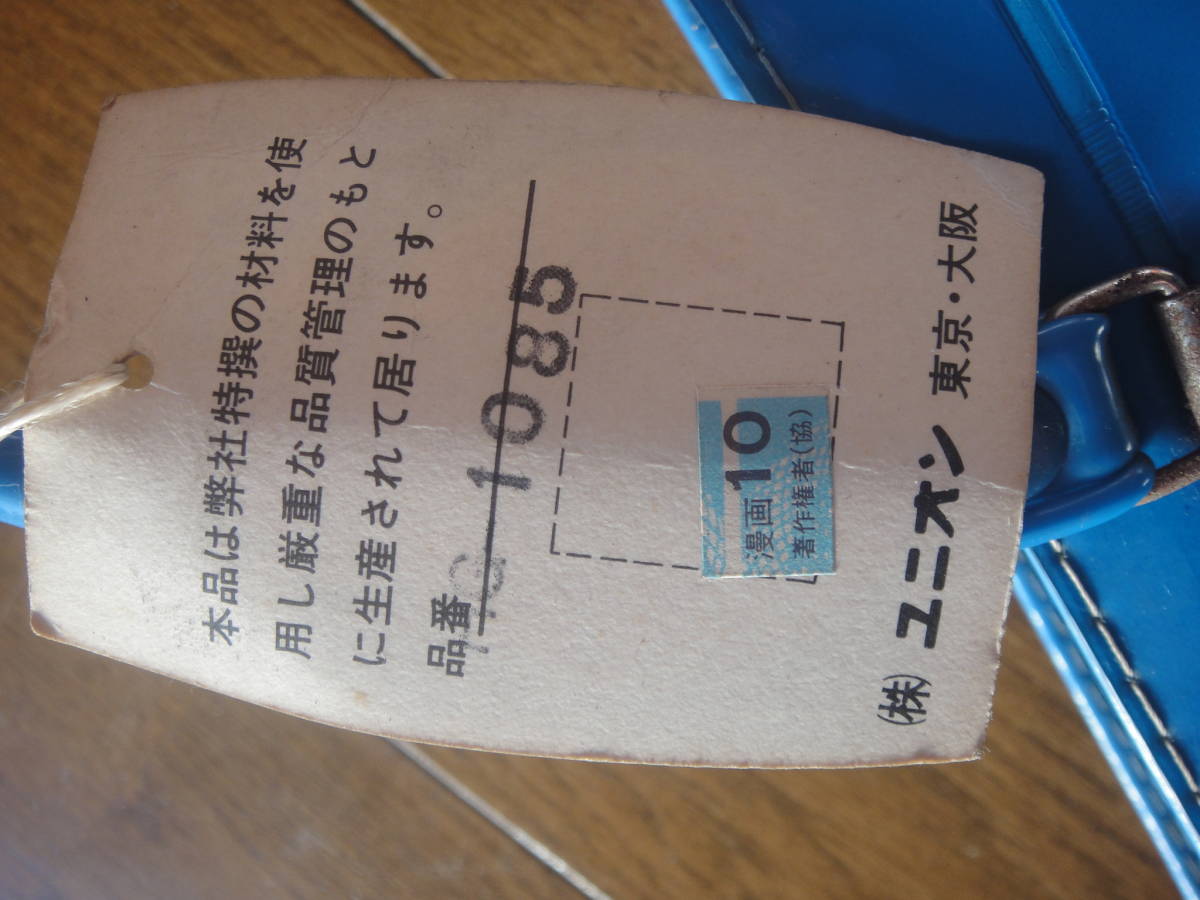 本品は弊社特撰の材料を使
用し厳重な品質管理のもと
に生産されて居ります。
品番 1085
漫画10
著作権者(協)
(株) ユニオン 東京・大阪